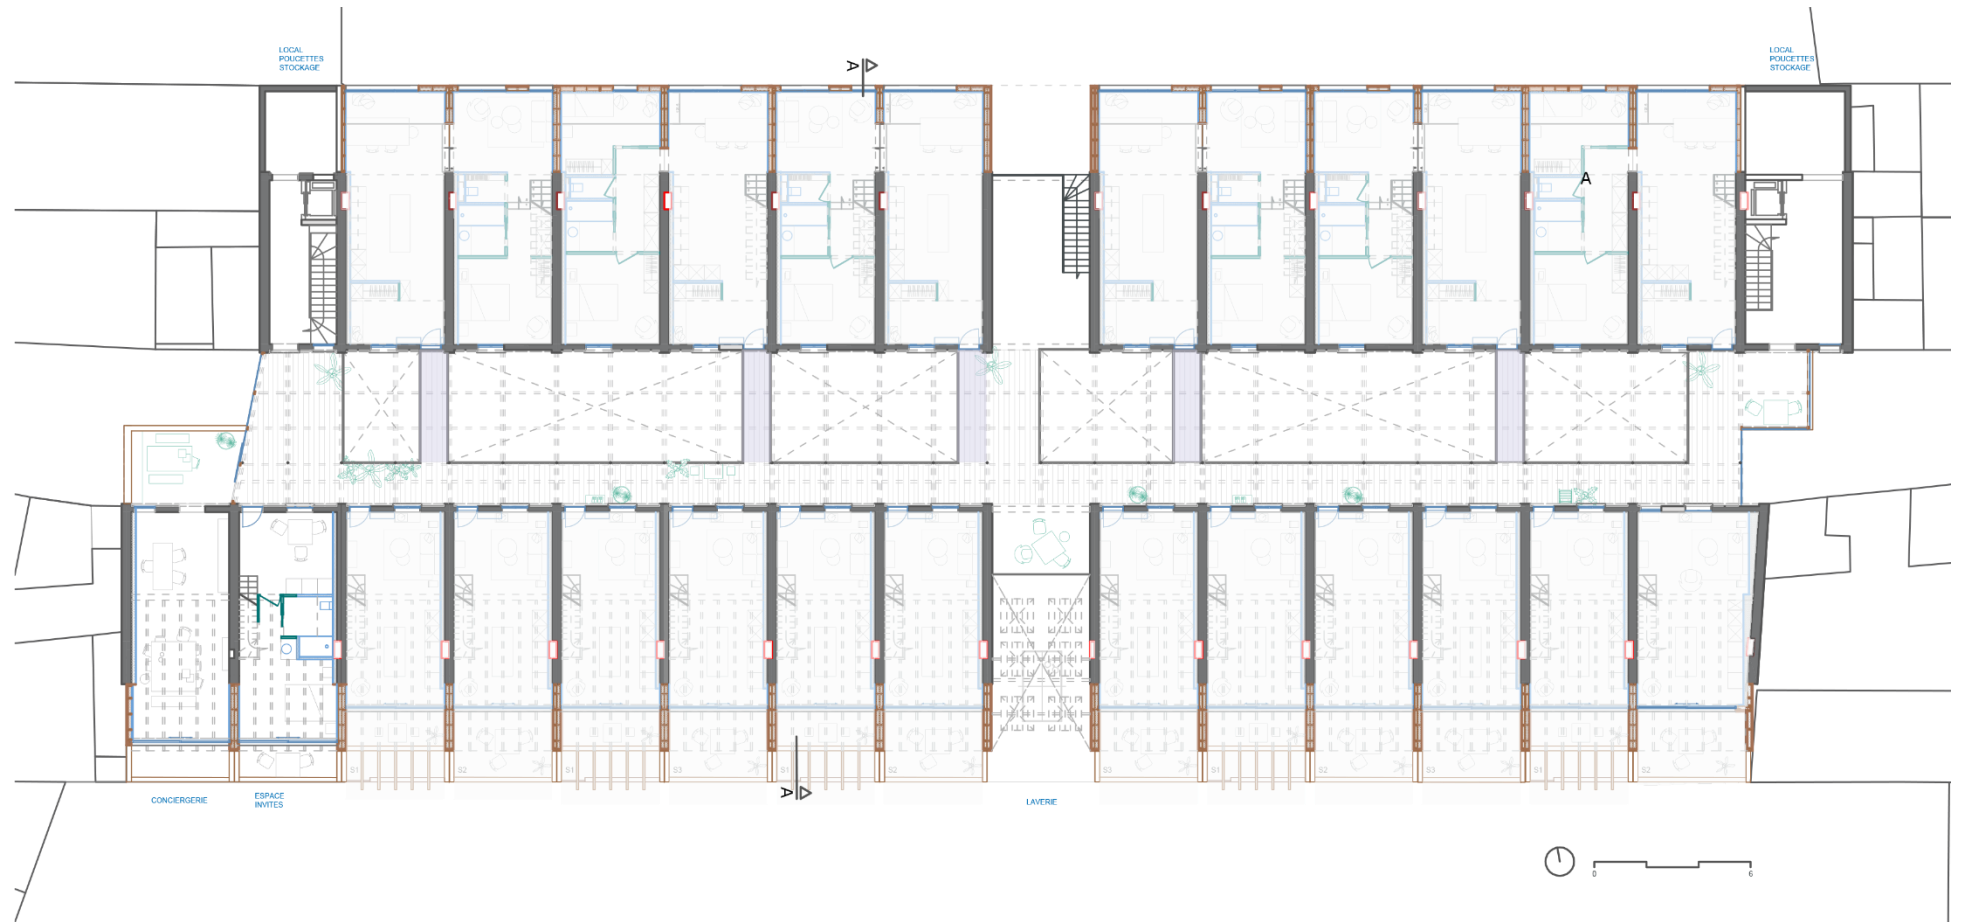 LOCAL
POUCETTES
STOCKAGE
LOCAL
POUCETTES
STOCKAGE
A
A
S1
S2
S1
S3
S1
S2
S3
S1
S2
S3
S1
S2
A
CONCIERGERIE
ESPACE
INVITES
LAVERIE
0
6